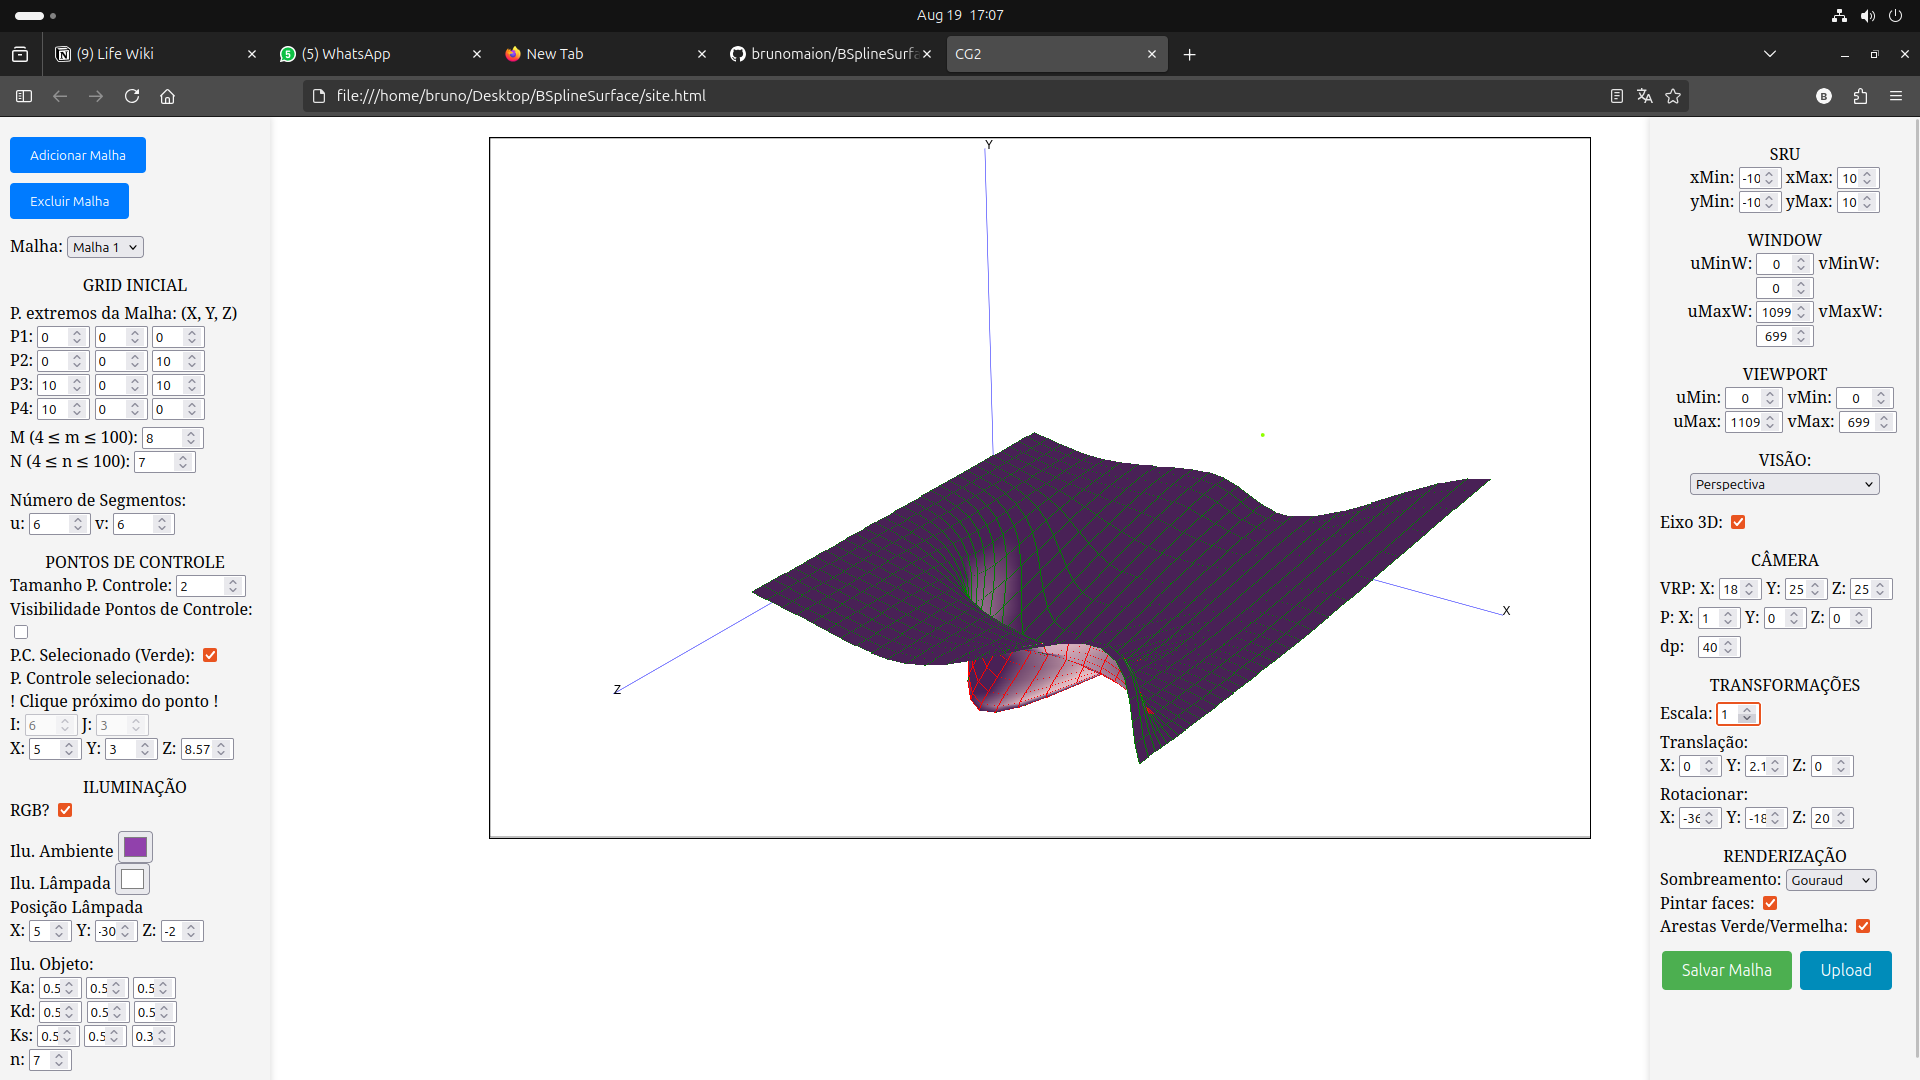 Aug 19 17:07
(9) Life Wiki
(5) WhatsApp
New Tab
brunomaion/BSplineSurfa
CG2
file:///home/bruno/Desktop/BSplineSurface/site.html
B
Adicionar Malha
Excluir Malha
Malha: Malha 1
GRID INICIAL
P. extremos da Malha: (X, Y, Z)
P1: 0 0 0
P2: 0 0 10
P3: 10 0 10
P4: 10 0 0
M (4 ≤ m ≤ 100): 8
N (4 ≤ n ≤ 100): 7
Número de Segmentos:
u: 6 v: 6
PONTOS DE CONTROLE
Tamanho P. Controle: 2
Visibilidade Pontos de Controle:
P.C. Selecionado (Verde):
P. Controle selecionado:
! Clique próximo do ponto !
I: 6 J: 3
X: 5 Y: 3 Z: 8.57
ILUMINAÇÃO
RGB?
Ilu. Ambiente
Ilu. Lâmpada
Posição Lâmpada
X: 5 Y: -30 Z: -2
Ilu. Objeto:
Ka: 0.5 0.5 0.5
Kd: 0.5 0.5 0.5
Ks: 0.5 0.5 0.3
n: 7
Y
X
Z
SRU
xMin: -10 xMax: 10
yMin: -10 yMax: 10
WINDOW
uMinW: 0 vMinW:
0
uMaxW: 1099 vMaxW:
699
VIEWPORT
uMin: 0 vMin: 0
uMax: 1109 vMax: 699
VISÃO:
Perspectiva
Eixo 3D:
CÂMERA
VRP: X: 18 Y: 25 Z: 25
P: X: 1 Y: 0 Z: 0
dp: 40
TRANSFORMAÇÕES
Escala: 1
Translação:
X: 0 Y: 2.1 Z: 0
Rotacionar:
X: -36 Y: -18 Z: 20
RENDERIZAÇÃO
Sombreamento: Gouraud
Pintar faces:
Arestas Verde/Vermelha:
Salvar Malha
Upload